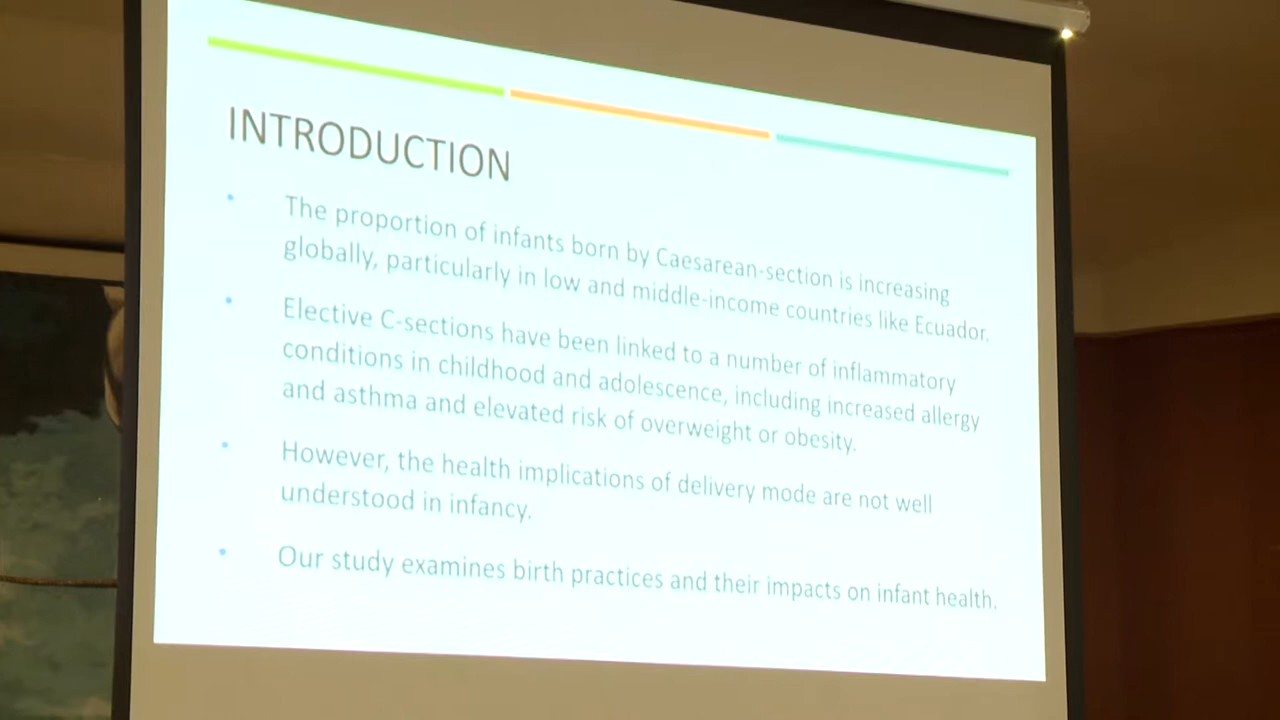 INTRODUCTION
• The proportion of infants born by Caesarean-section is increasing
globally, particularly in low and middle-income countries like Ecuador.
• Elective C-sections have been linked to a number of inflammatory
conditions in childhood and adolescence, including increased allergy
and asthma and elevated risk of overweight or obesity.
• However, the health implications of delivery mode are not well
understood in infancy.
• Our study examines birth practices and their impacts on infant health.